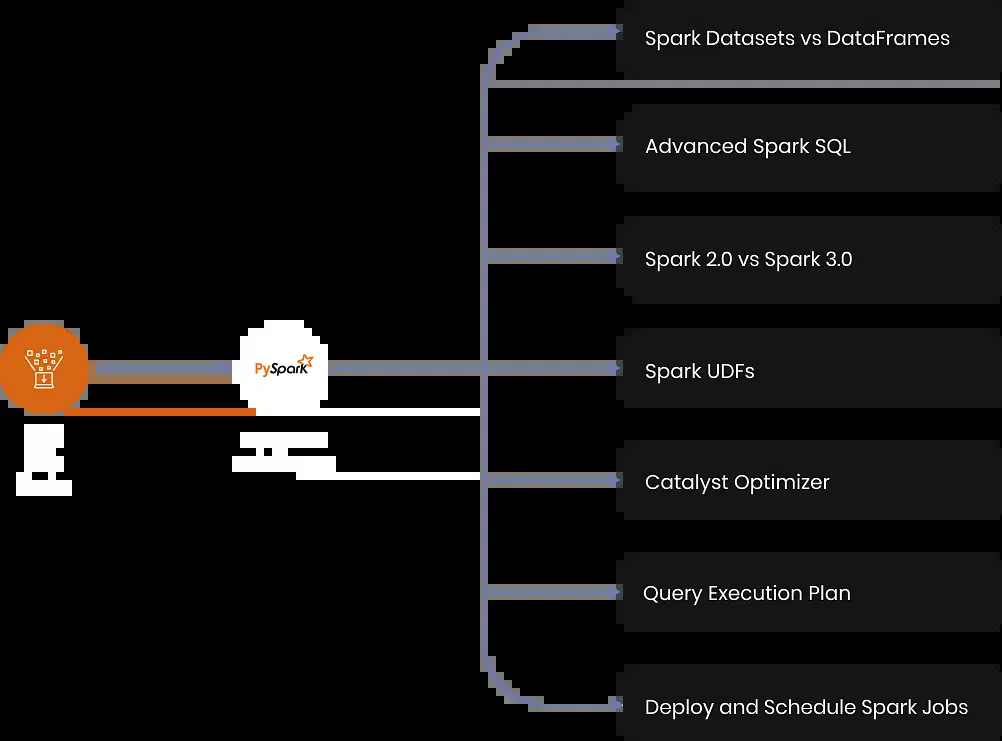 Spark Datasets vs DataFrames
Advanced Spark SQL
Spark 2.0 vs Spark 3.0
PySpark
Spark UDFs
Catalyst Optimizer
Query Execution Plan
Deploy and Schedule Spark Jobs